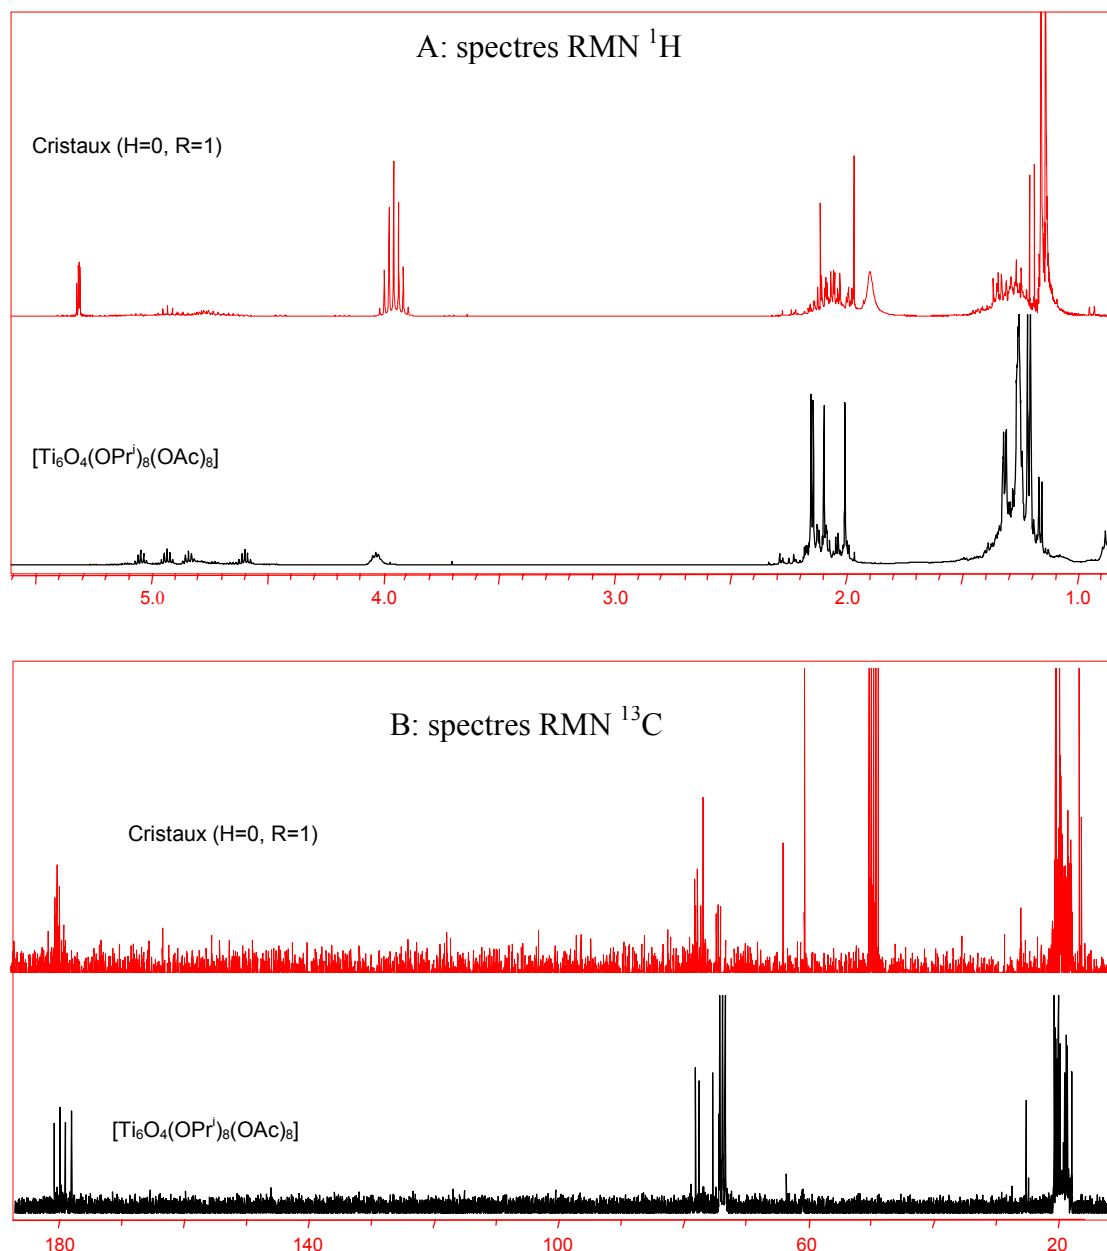 A: spectres RMN ¹H
Cristaux (H=0, R=1)
[Ti₆O₄(OPrⁱ)₈(OAc)₈]
5.0 4.0 3.0 2.0 1.0
B: spectres RMN ¹³C
Cristaux (H=0, R=1)
[Ti₆O₄(OPrⁱ)₈(OAc)₈]
180 140 100 60 20